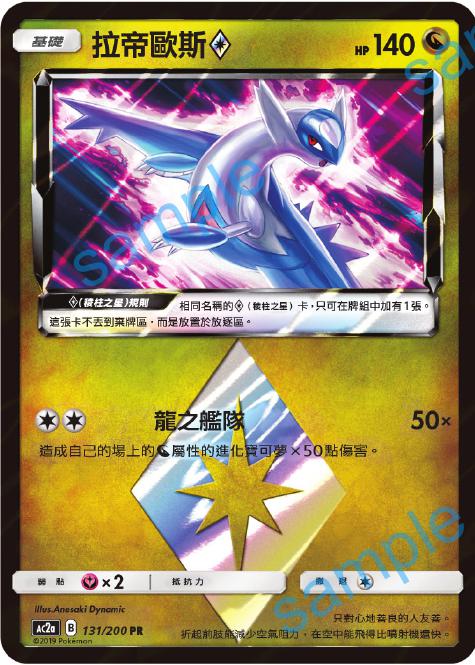 基礎 拉帝歐斯 HP 140
sample
sample
(稜柱之星)規則 相同名稱的 (稜柱之星) 卡,只可在牌組中加有1張。
這張卡不丟到棄牌區,而是放置於放逐區。
龍之艦隊 50×
造成自己的場上的 屬性的進化寶可夢×50點傷害。
sample
弱點 ×2 抵抗力 撤退
Illus.Anesaki Dynamic
AC2a B 131/200 PR
©2019 Pokémon
只對心地善良的人友善。
折起前肢能減少空氣阻力,在空中能飛得比噴射機還快。